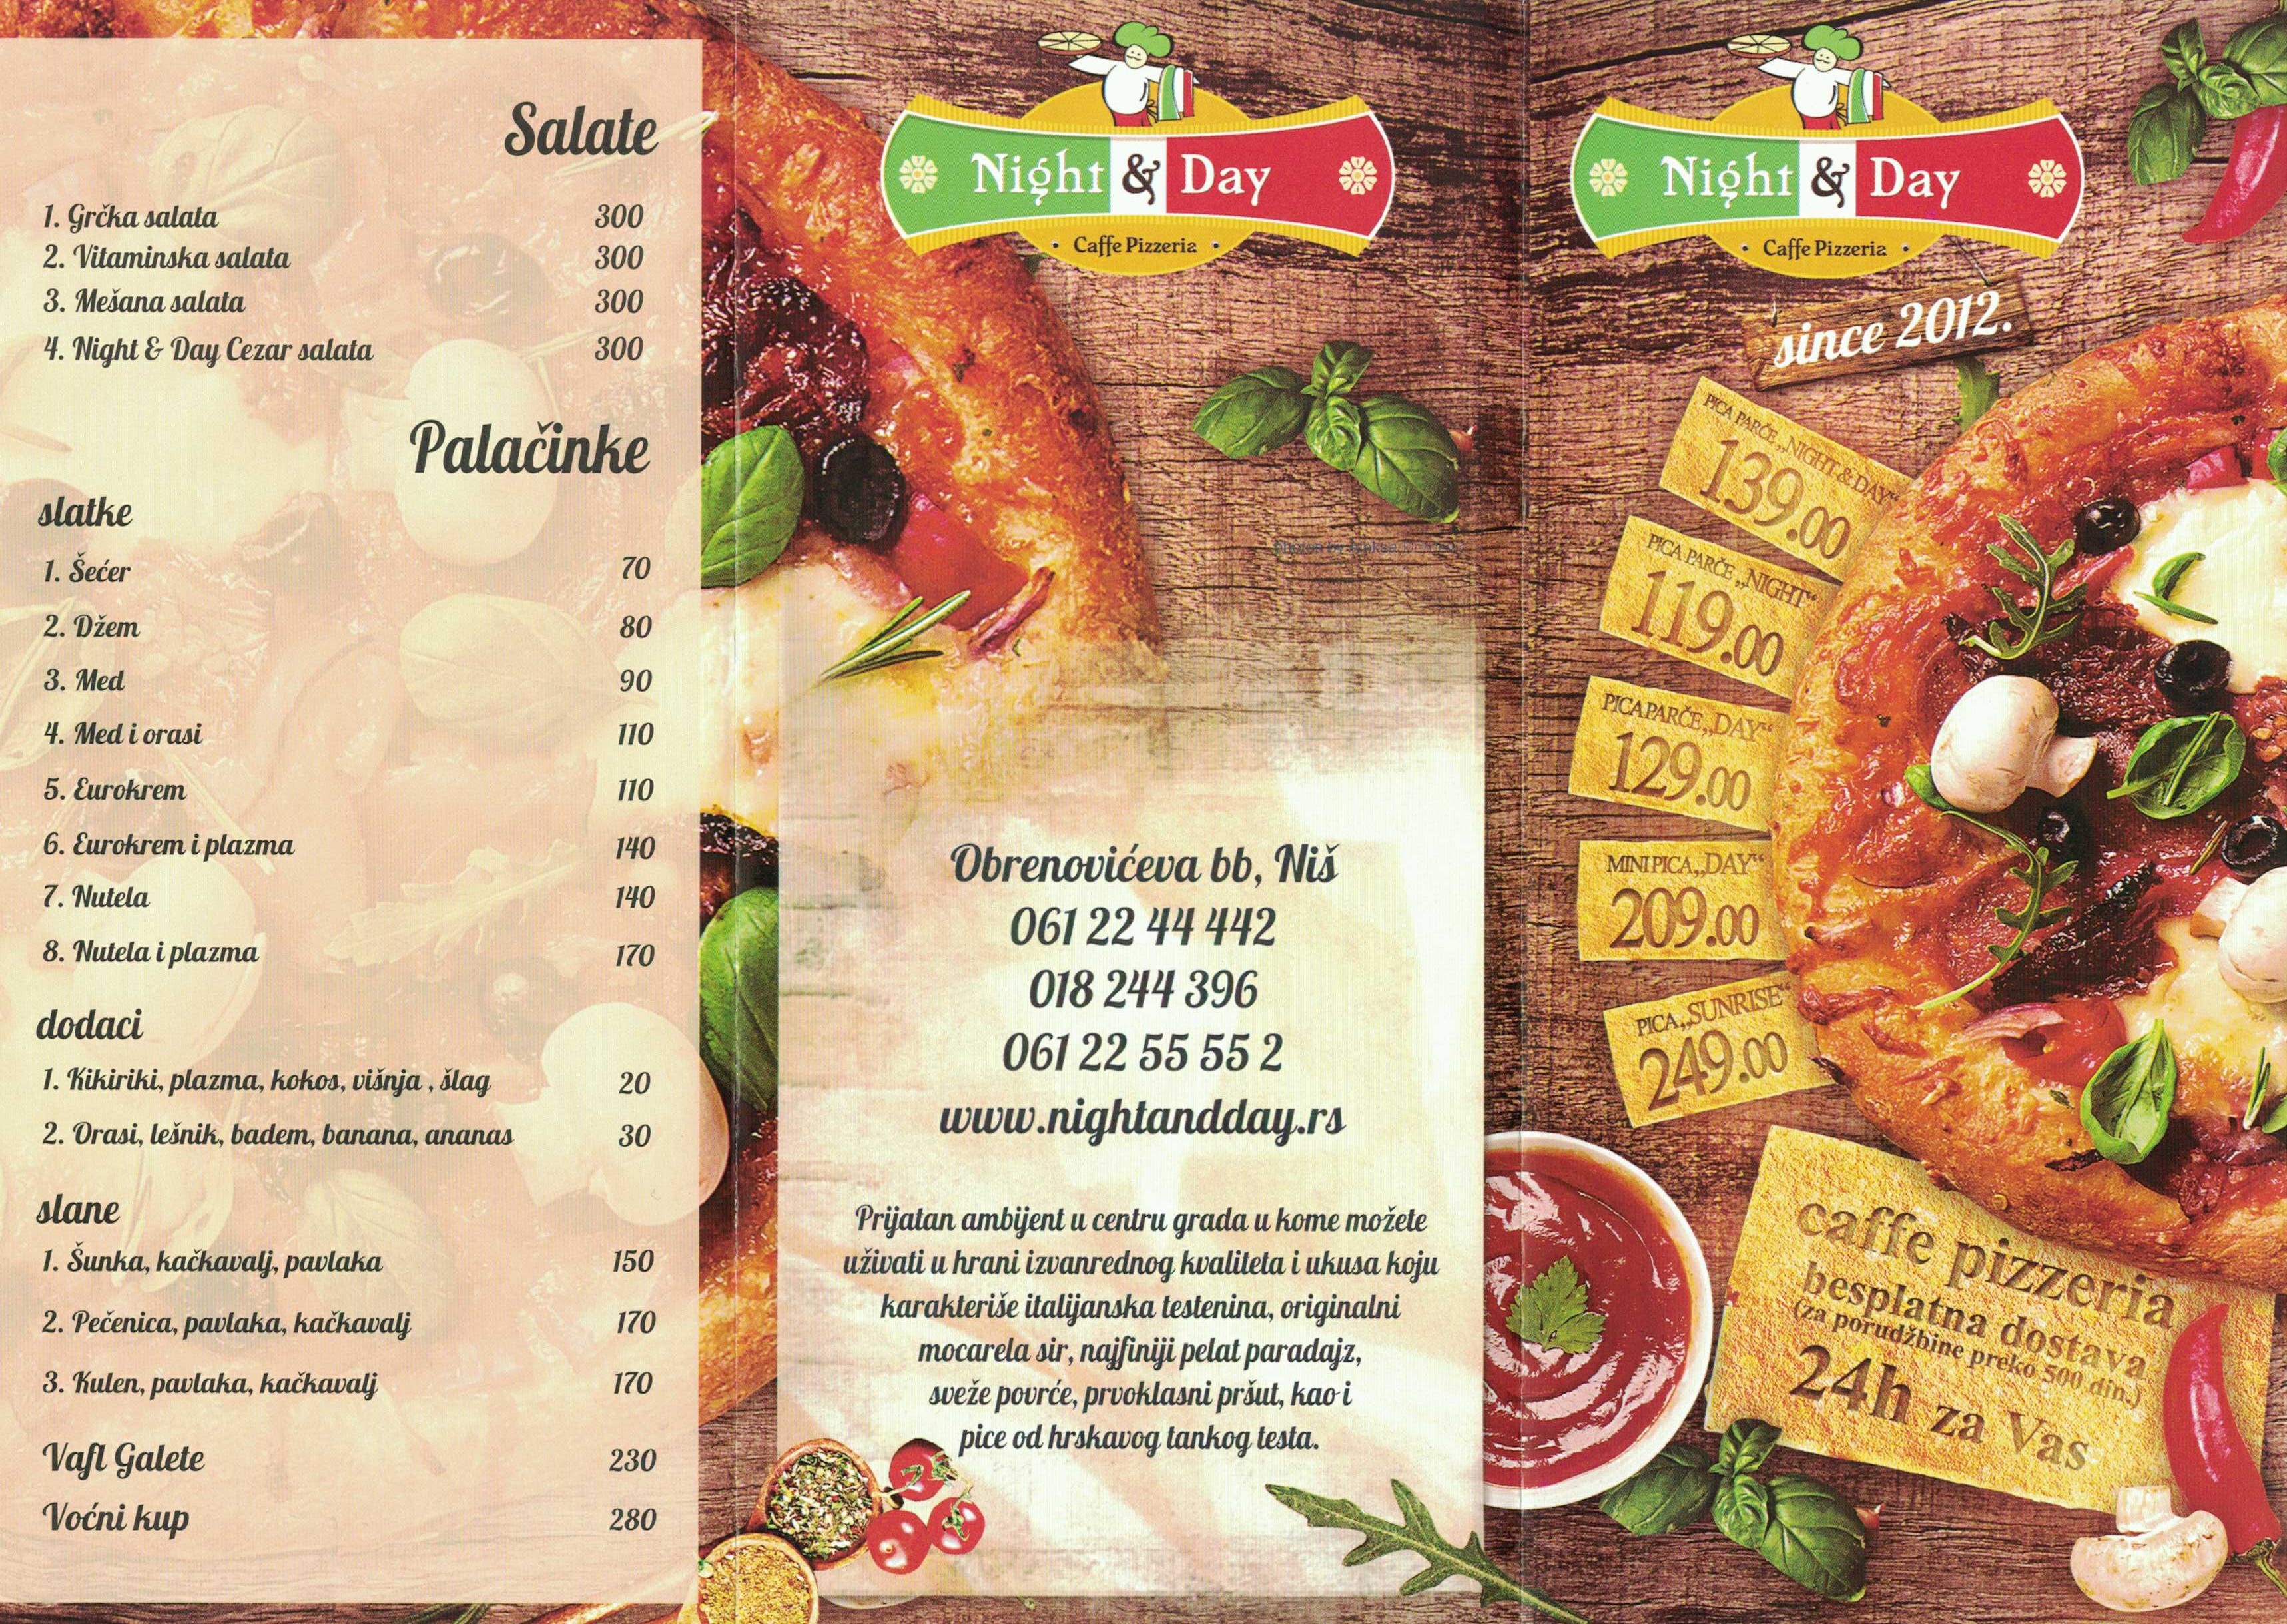 Salate
1. Grčka salata 300
2. Vitaminska salata 300
3. Mešana salata 300
4. Night & Day Cezar salata 300
Palačinke
slatke
1. Šećer 70
2. Džem 80
3. Med 90
4. Med i orasi 110
5. Eurokrem 110
6. Eurokrem i plazma 140
7. Nutela 140
8. Nutela i plazma 170
dodaci
1. Kikiriki, plazma, kokos, višnja , šlag 20
2. Orasi, lešnik, badem, banana, ananas 30
slane
1. Šunka, kačkavalj, pavlaka 150
2. Pečenica, pavlaka, kačkavalj 170
3. Kulen, pavlaka, kačkavalj 170
Vafl Galete 230
Voćni kup 280
Night & Day
Caffe Pizzeria
Obrenovićeva bb, Niš
061 22 44 442
018 244 396
061 22 55 55 2
www.nightandday.rs
Prijatan ambijent u centru grada u kome možete
uživati u hrani izvanrednog kvaliteta i ukusa koju
karakteriše italijanska testenina, originalni
mocarela sir, najfiniji pelat paradajz,
sveže povrće, prvoklasni pršut, kao i
pice od hrskavog tankog testa.
Night & Day
Caffe Pizzeria
since 2012.
PICA PARČE „NIGHT & DAY“
139.00
PICA PARČE „NIGHT“
119.00
PICA PARČE „DAY“
129.00
MINI PICA „DAY“
209.00
PICA „SUNRISE“
249.00
caffe pizzeria
besplatna dostava
(za porudžbine preko 500 din.)
24h za Vas